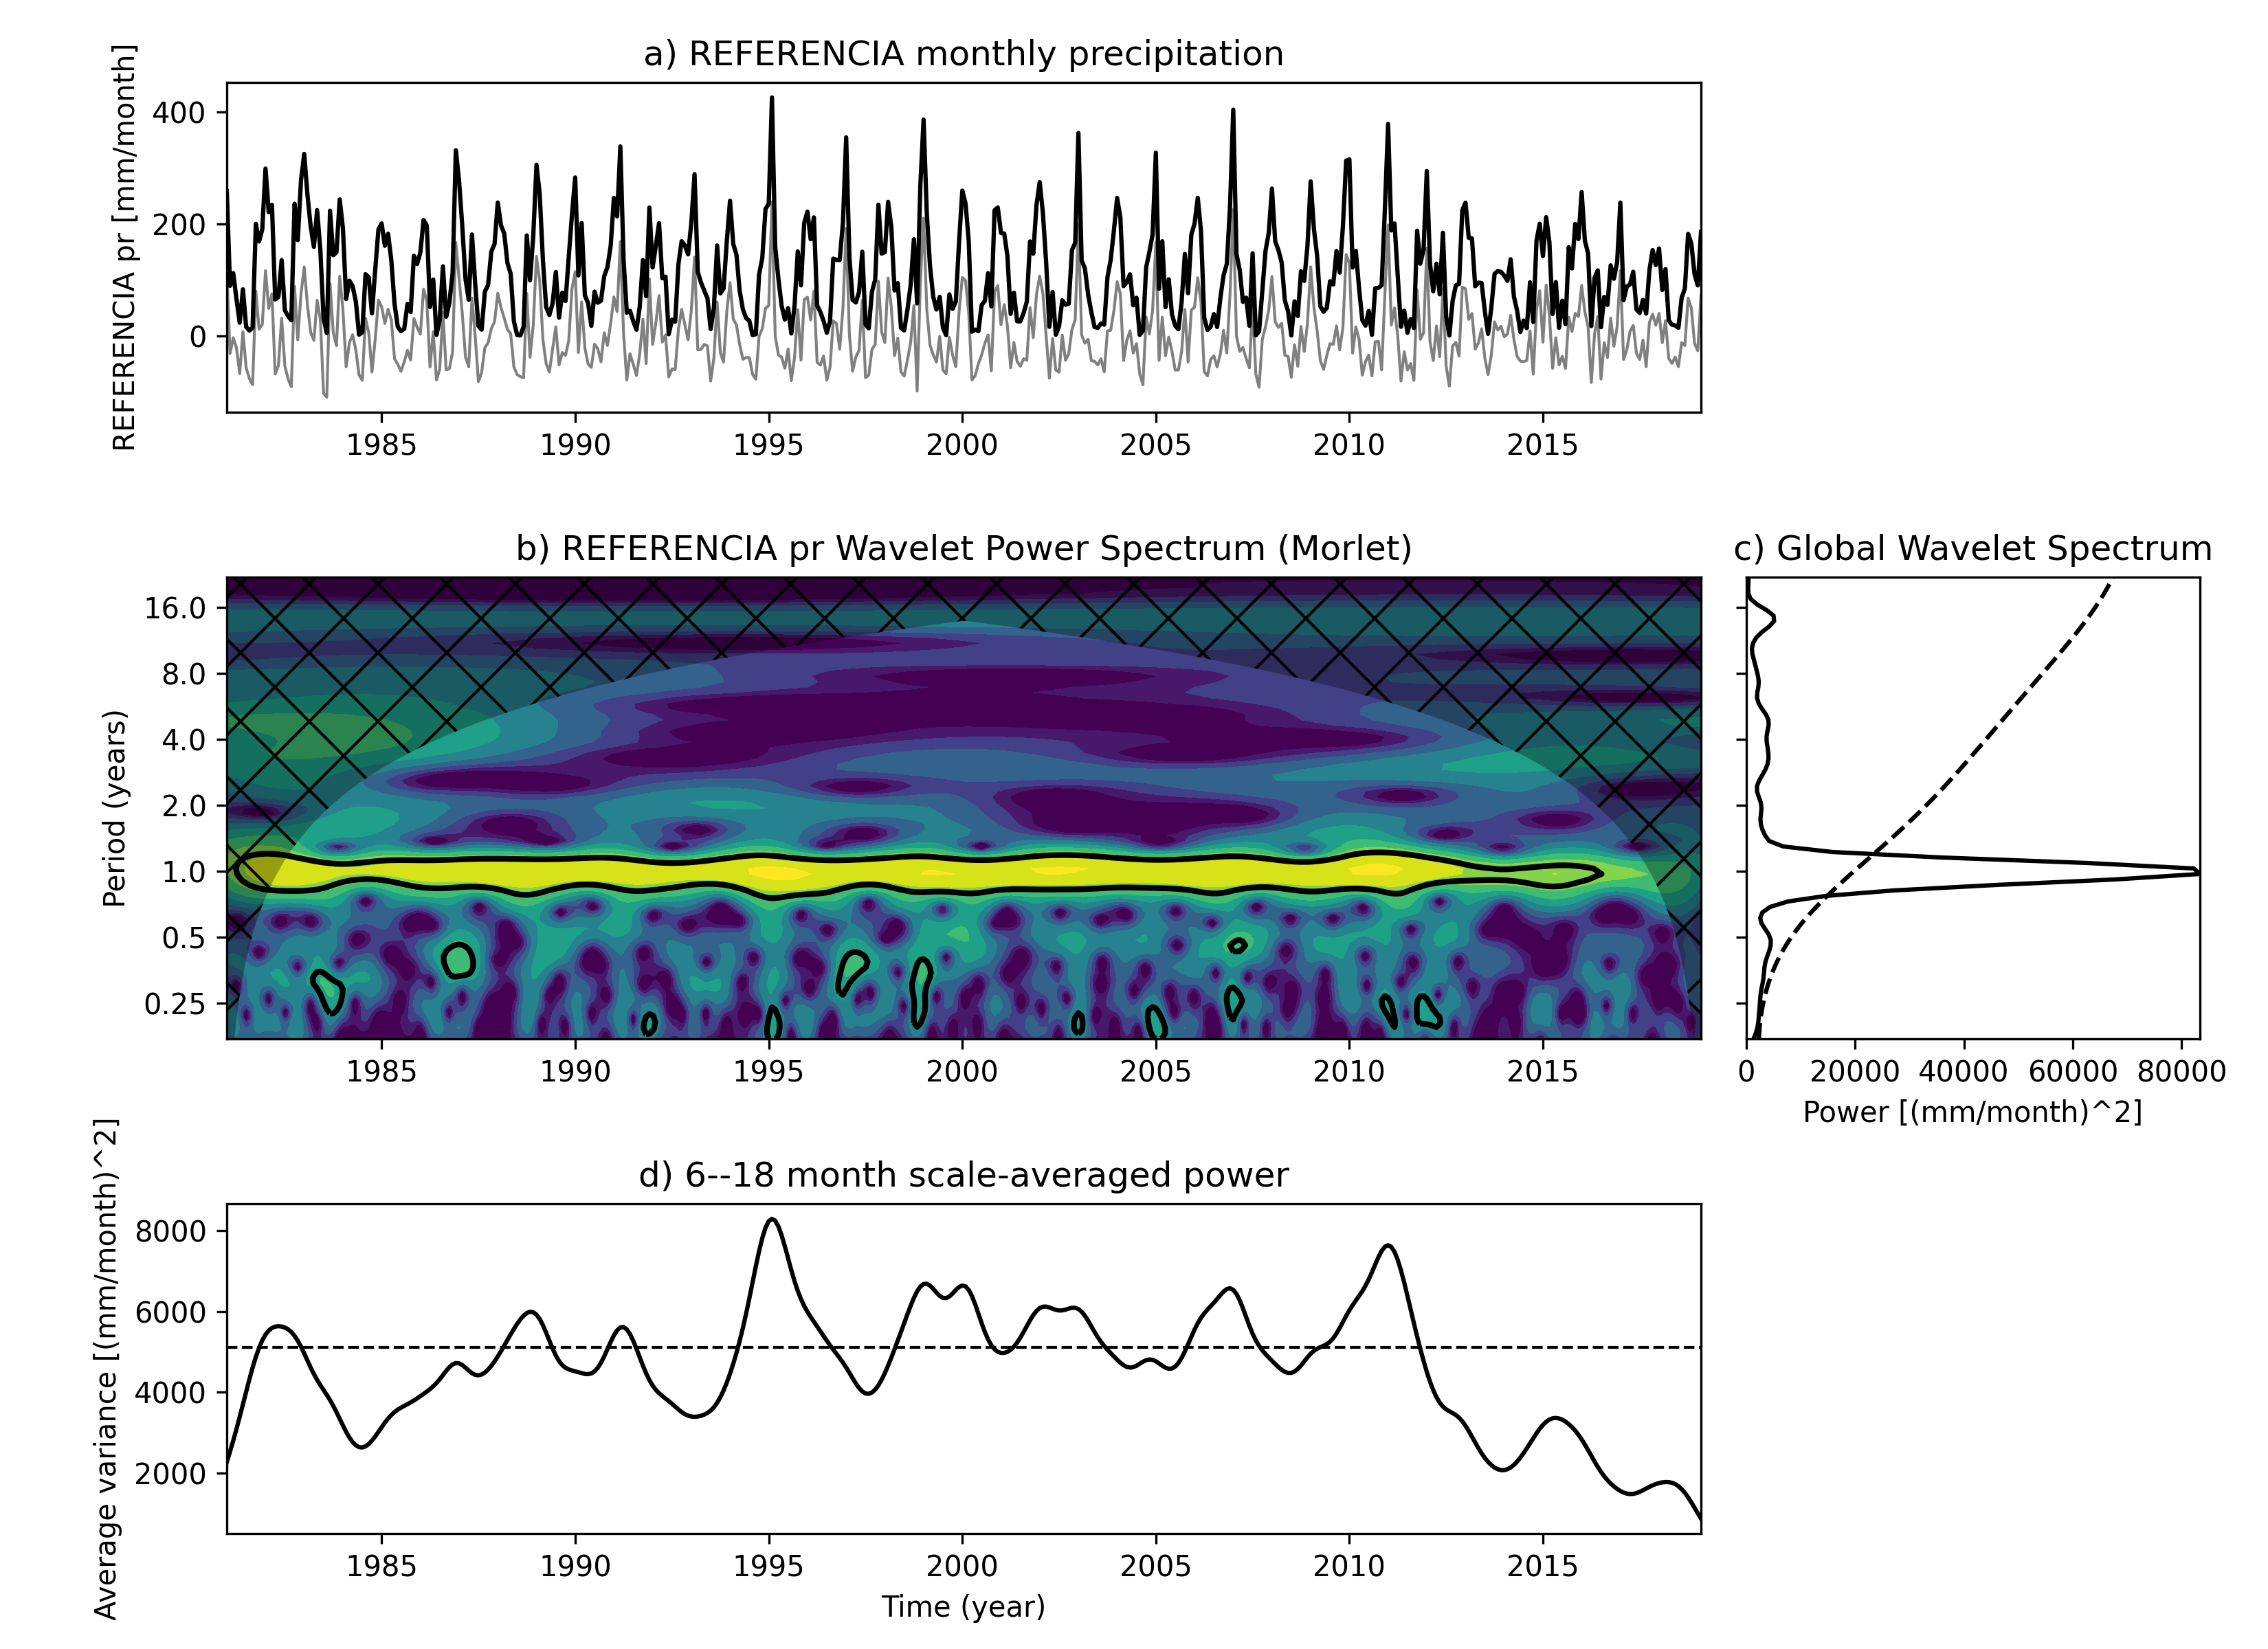 a) REFERENCIA monthly precipitation
REFERENCIA pr [mm/month]
400
200
0
1985 1990 1995 2000 2005 2010 2015
b) REFERENCIA pr Wavelet Power Spectrum (Morlet)
Period (years)
16.0
8.0
4.0
2.0
1.0
0.5
0.25
1985 1990 1995 2000 2005 2010 2015
c) Global Wavelet Spectrum
0 20000 40000 60000 80000
Power [(mm/month)^2]
d) 6--18 month scale-averaged power
Average variance [(mm/month)^2]
8000
6000
4000
2000
1985 1990 1995 2000 2005 2010 2015
Time (year)